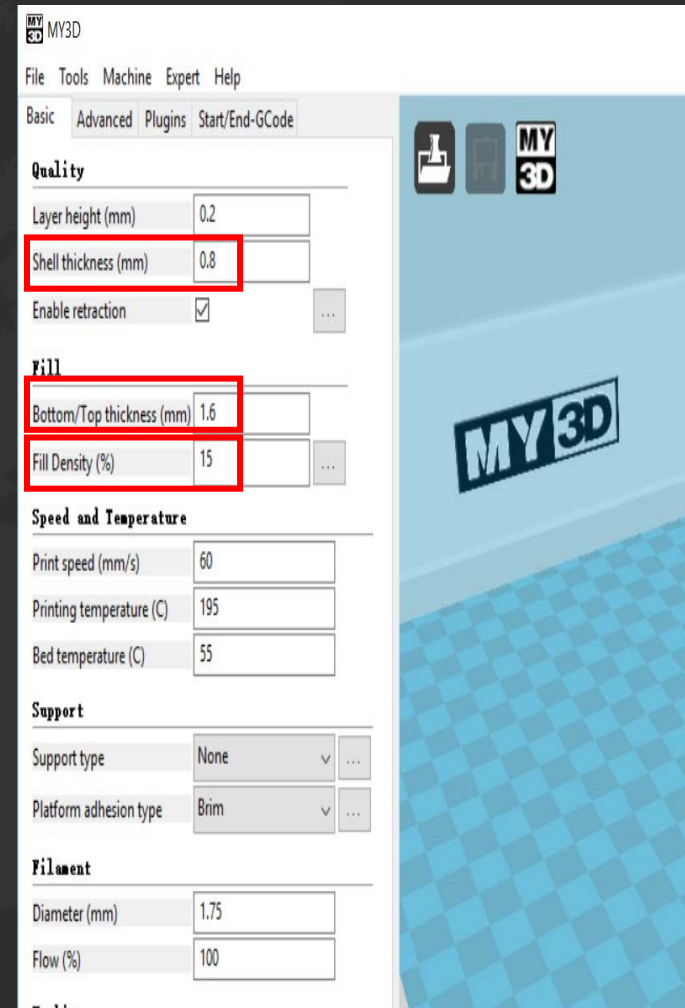 MY
3D MY3D
File Tools Machine Expert Help
Basic Advanced Plugins Start/End-GCode
MY
3D
Quality
Layer height (mm) 0.2
Shell thickness (mm) 0.8
Enable retraction ...
Fill
Bottom/Top thickness (mm) 1.6
Fill Density (%) 15 ...
MY3D
Speed and Temperature
Print speed (mm/s) 60
Printing temperature (C) 195
Bed temperature (C) 55
Support
Support type None ...
Platform adhesion type Brim ...
Filament
Diameter (mm) 1.75
Flow (%) 100